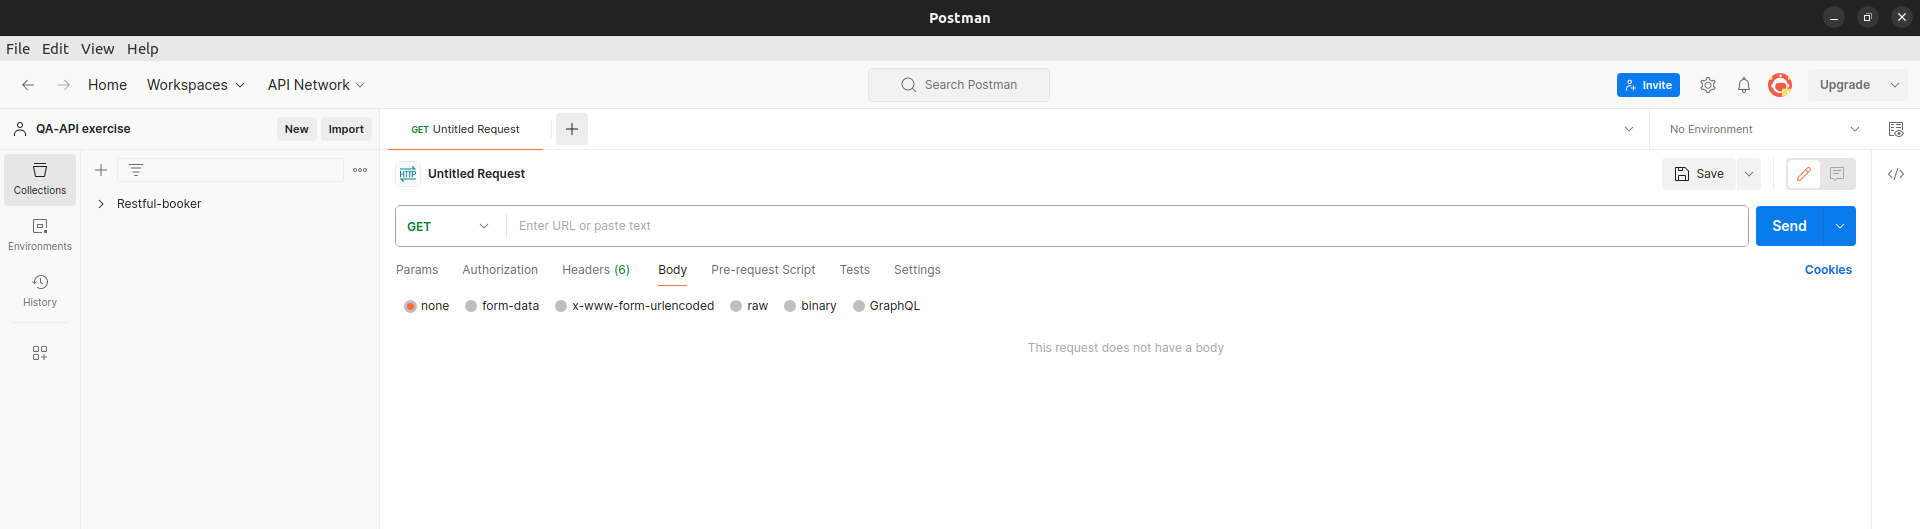 Postman
File Edit View Help
Home Workspaces API Network Search Postman Invite Upgrade
QA-API exercise New Import GET Untitled Request No Environment
Collections
Restful-booker
Environments
History
HTTP Untitled Request Save
GET Enter URL or paste text Send
Params Authorization Headers (6) Body Pre-request Script Tests Settings Cookies
none form-data x-www-form-urlencoded raw binary GraphQL
This request does not have a body